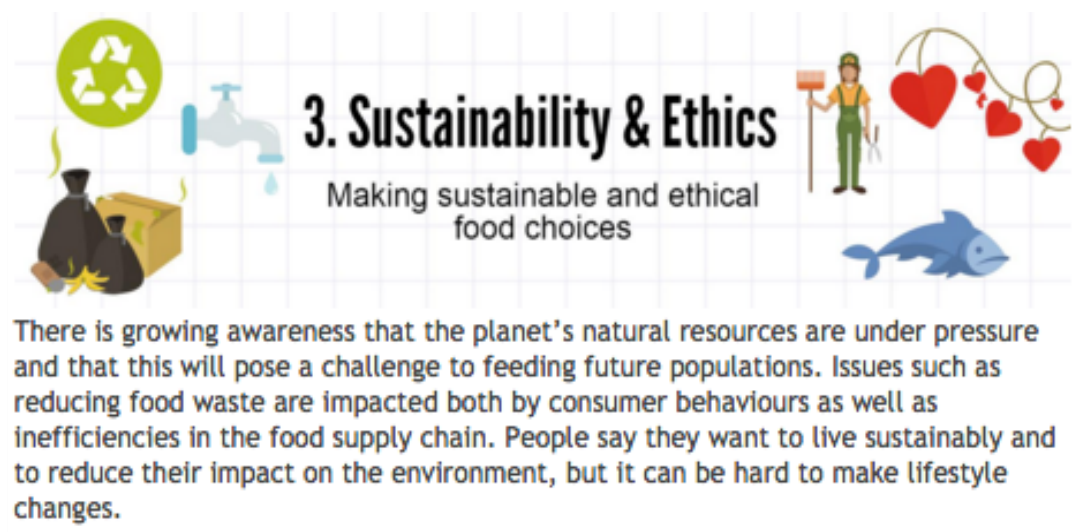 3. Sustainability & Ethics
Making sustainable and ethical
food choices
There is growing awareness that the planet's natural resources are under pressure
and that this will pose a challenge to feeding future populations. Issues such as
reducing food waste are impacted both by consumer behaviours as well as
inefficiencies in the food supply chain. People say they want to live sustainably and
to reduce their impact on the environment, but it can be hard to make lifestyle
changes.